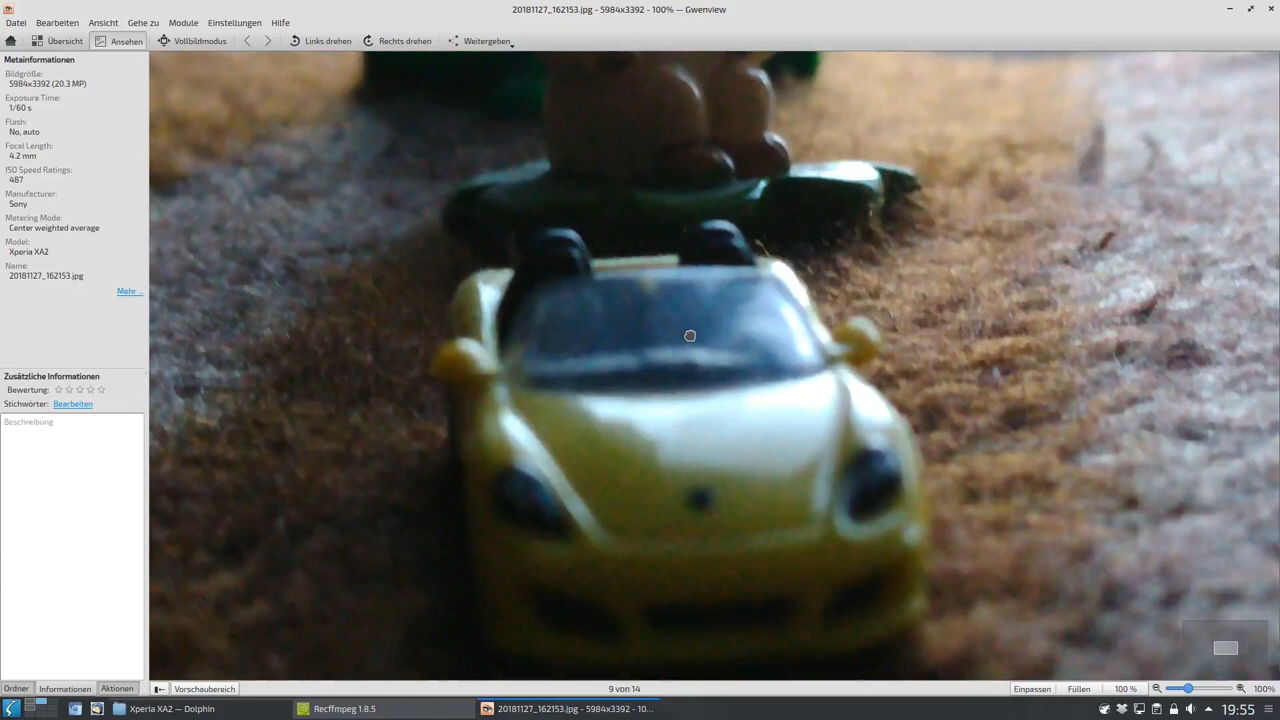 20181127_162153.jpg - 5984x3392 - 100% — Gwenview
Datei Bearbeiten Ansicht Gehe zu Module Einstellungen Hilfe
Übersicht Ansehen Vollbildmodus Links drehen Rechts drehen Weitergeben
Metainformationen
Bildgröße:
5984x3392 (20.3 MP)
Exposure Time:
1/60 s
Flash:
No, auto
Focal Length:
4.2 mm
ISO Speed Ratings:
487
Manufacturer:
Sony
Metering Mode:
Center weighted average
Model:
Xperia XA2
Name:
20181127_162153.jpg
Mehr ...
Zusätzliche Informationen
Bewertung:
Stichwörter: Bearbeiten
Beschreibung
Ordner Informationen Aktionen Vorschaubereich 9 von 14 Einpassen Füllen 100 % 100%
Xperia XA2 — Dolphin Recffmpeg 1.8.5 20181127_162153.jpg - 5984x3392 - 10... 19:55